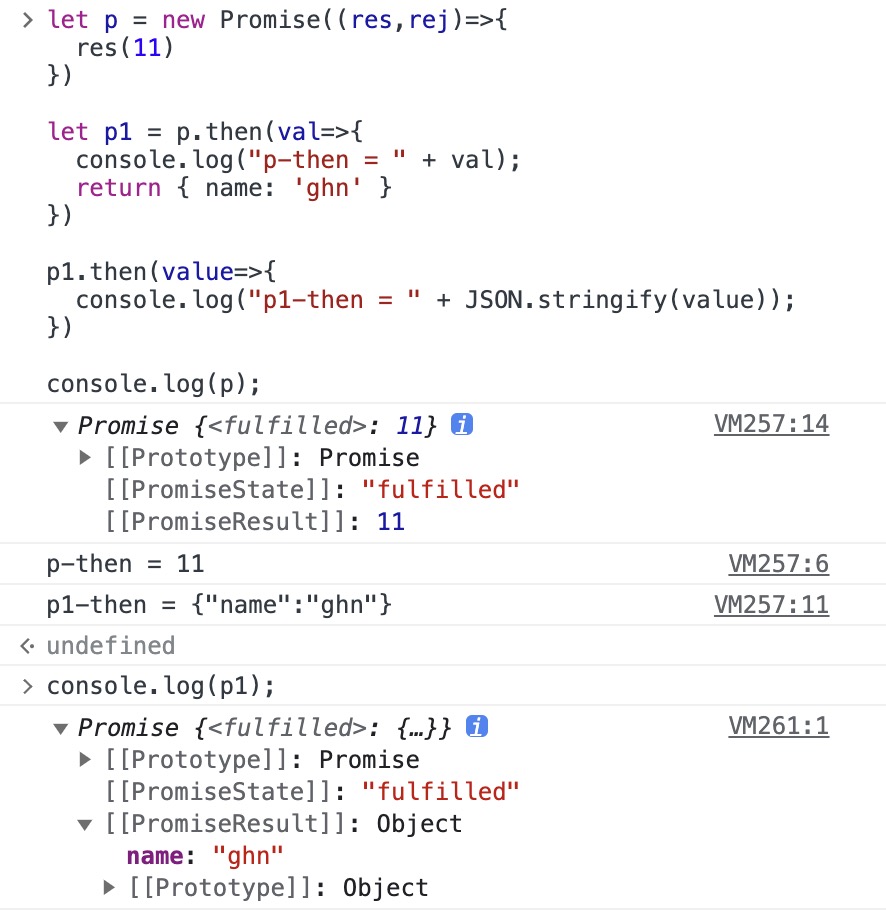 let p = new Promise((res,rej)=>{
  res(11)
})

let p1 = p.then(val=>{
  console.log("p-then = " + val);
  return { name: 'ghn' }
})

p1.then(value=>{
  console.log("p1-then = " + JSON.stringify(value));
})

console.log(p);
Promise {<fulfilled>: 11} i VM257:14
[[Prototype]]: Promise
[[PromiseState]]: "fulfilled"
[[PromiseResult]]: 11
p-then = 11 VM257:6
p1-then = {"name":"ghn"} VM257:11
undefined
console.log(p1);
Promise {<fulfilled>: {…}} i VM261:1
[[Prototype]]: Promise
[[PromiseState]]: "fulfilled"
[[PromiseResult]]: Object
name: "ghn"
[[Prototype]]: Object